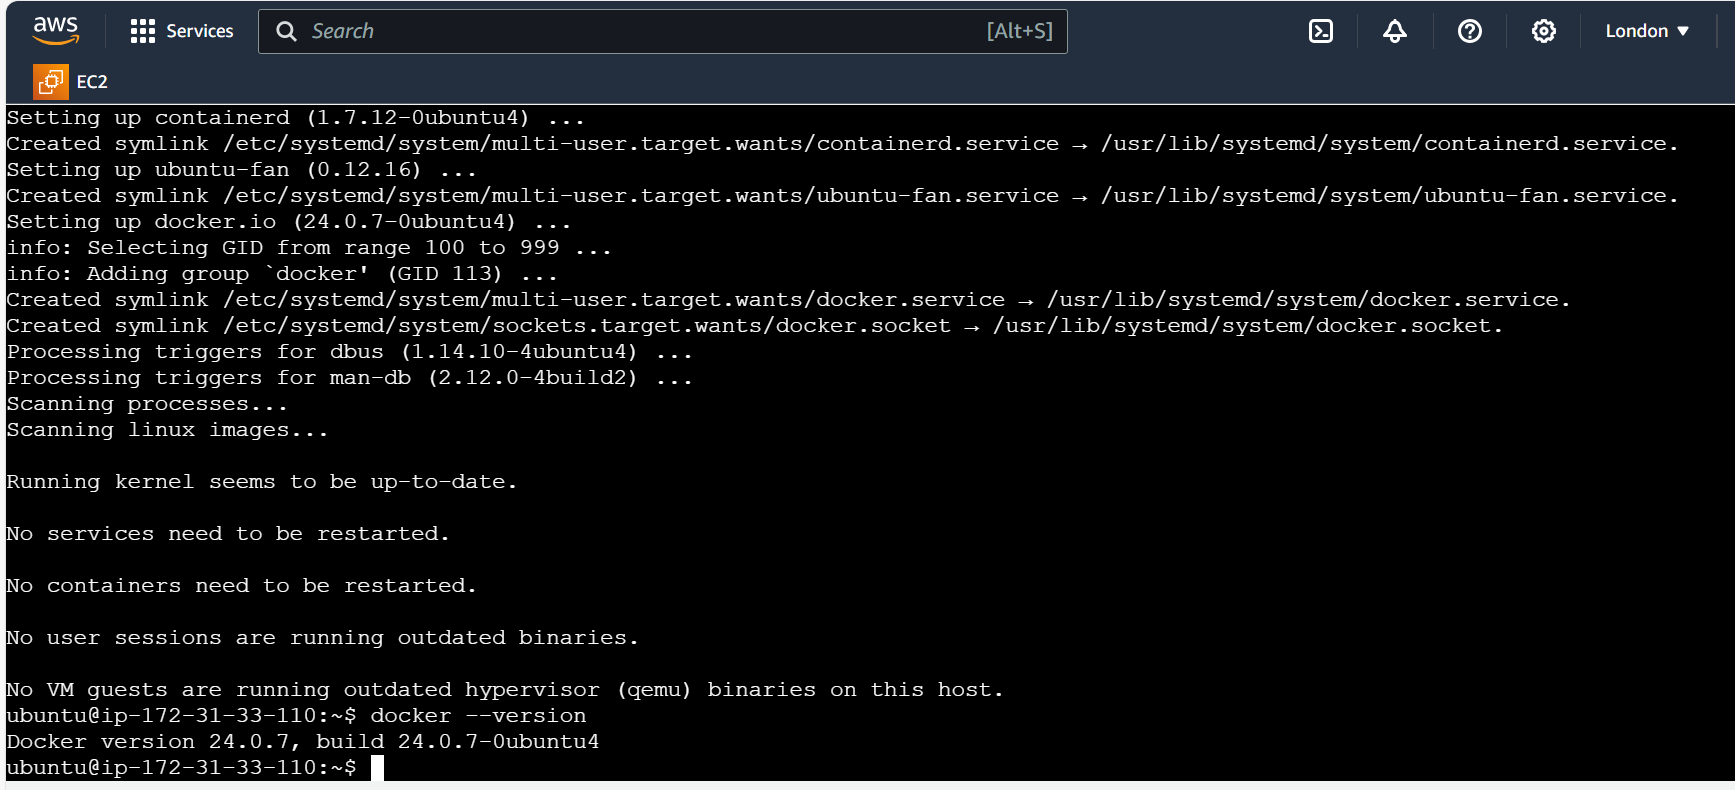 aws
Services
Search
[Alt+S]
London
EC2
Setting up containerd (1.7.12-0ubuntu4) ...
Created symlink /etc/systemd/system/multi-user.target.wants/containerd.service → /usr/lib/systemd/system/containerd.service.
Setting up ubuntu-fan (0.12.16) ...
Created symlink /etc/systemd/system/multi-user.target.wants/ubuntu-fan.service → /usr/lib/systemd/system/ubuntu-fan.service.
Setting up docker.io (24.0.7-0ubuntu4) ...
info: Selecting GID from range 100 to 999 ...
info: Adding group `docker' (GID 113) ...
Created symlink /etc/systemd/system/multi-user.target.wants/docker.service → /usr/lib/systemd/system/docker.service.
Created symlink /etc/systemd/system/sockets.target.wants/docker.socket → /usr/lib/systemd/system/docker.socket.
Processing triggers for dbus (1.14.10-4ubuntu4) ...
Processing triggers for man-db (2.12.0-4build2) ...
Scanning processes...
Scanning linux images...
Running kernel seems to be up-to-date.
No services need to be restarted.
No containers need to be restarted.
No user sessions are running outdated binaries.
No VM guests are running outdated hypervisor (qemu) binaries on this host.
ubuntu@ip-172-31-33-110:~$ docker --version
Docker version 24.0.7, build 24.0.7-0ubuntu4
ubuntu@ip-172-31-33-110:~$